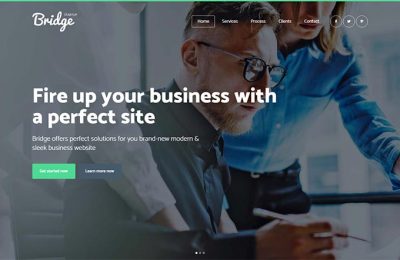 Bridge
Home Services Process Clients Contact
Fire up your business with
a perfect site
Bridge offers perfect solutions for you brand-new modern &
sleek business website
Get started now Learn more now